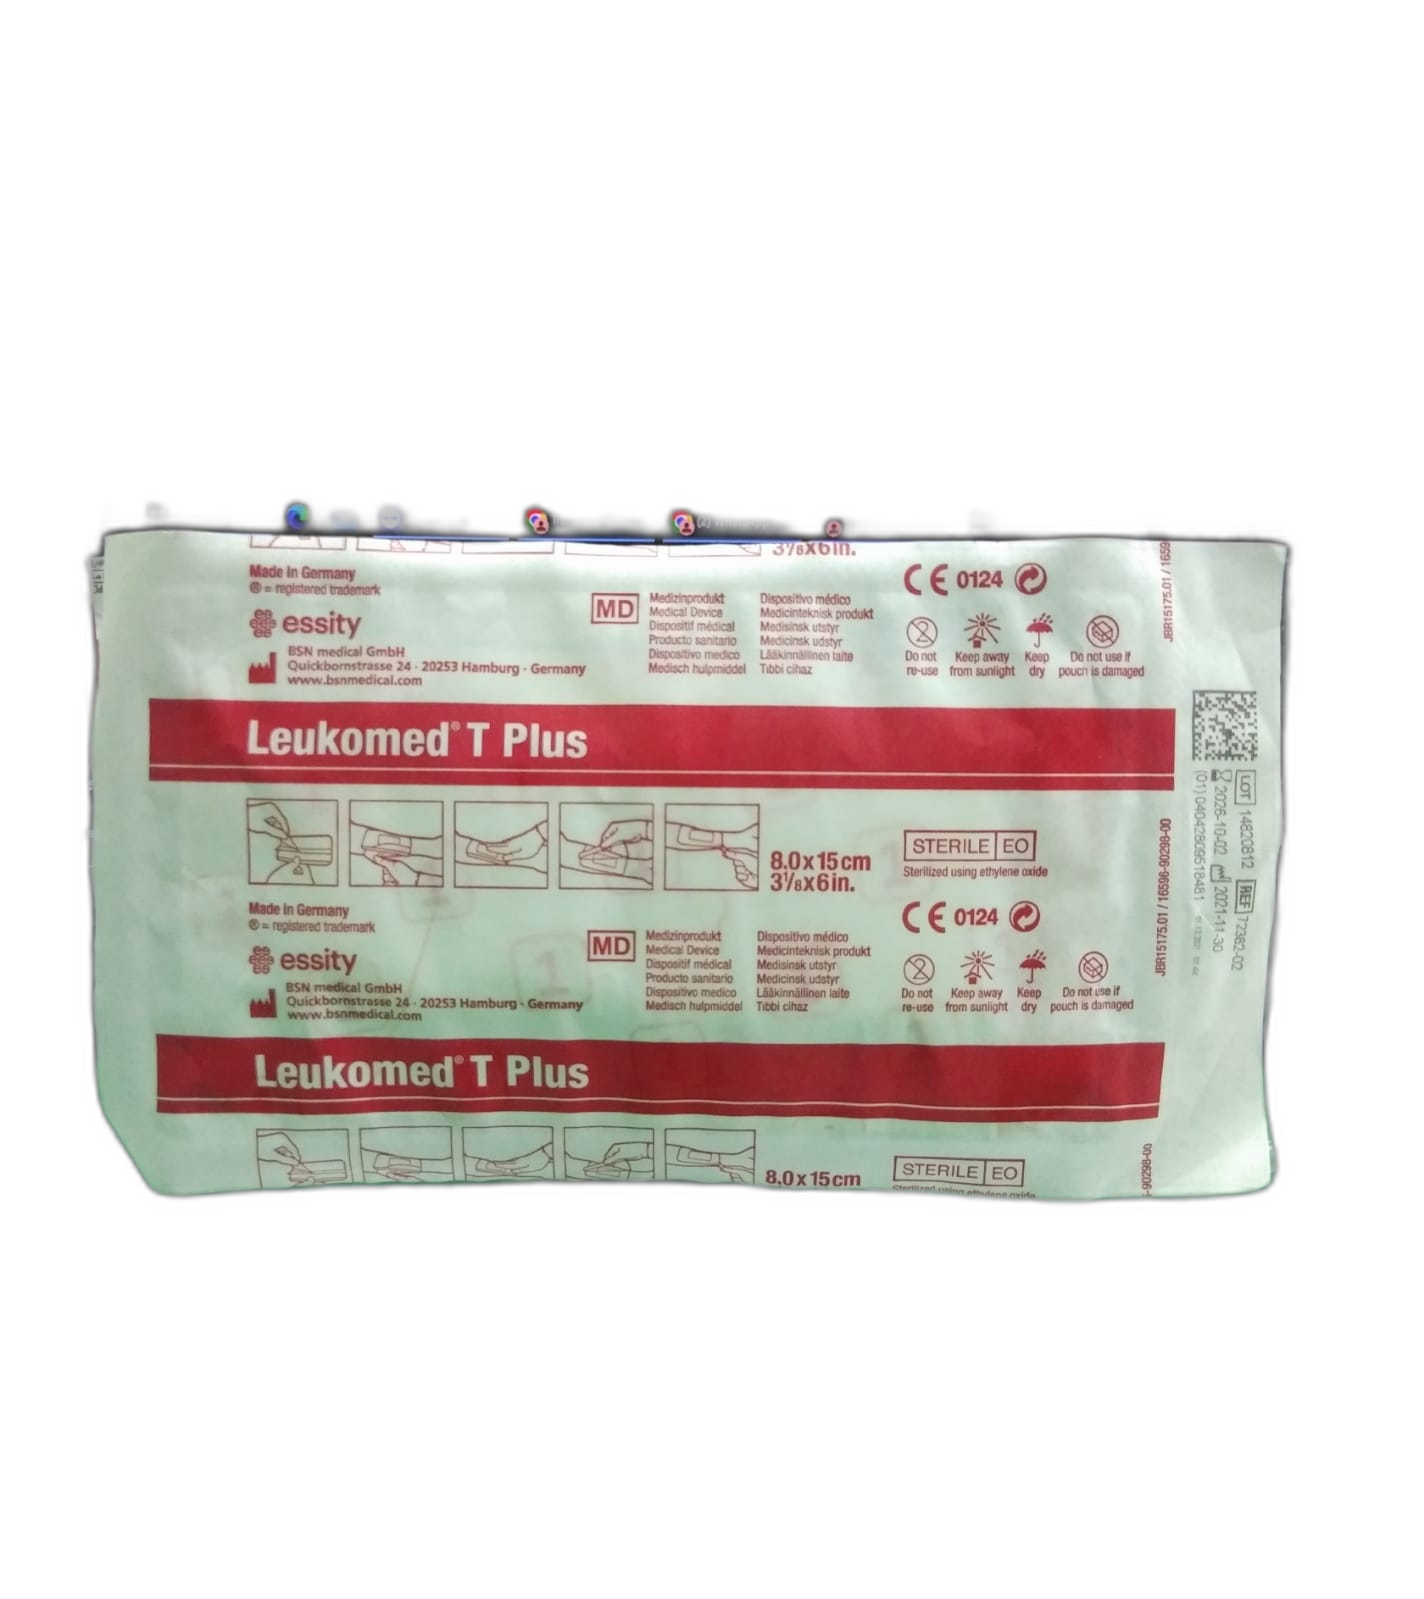 3⅛x6in.
Made in Germany
® = registered trademark
essity
BSN medical GmbH
Quickbornstrasse 24 · 20253 Hamburg · Germany
www.bsnmedical.com
MD
Medizinprodukt
Medical Device
Dispositif médical
Producto sanitario
Dispositivo medico
Medisch hulpmiddel
Dispositivo médico
Medicinteknisk produkt
Medisinsk utstyr
Medicinsk udstyr
Lääkinnällinen laite
Tıbbi cihaz
CE 0124
Do not
re-use
Keep away
from sunlight
Keep
dry
Do not use if
pouch is damaged
JBR15175.01 / 1659
Leukomed® T Plus
8.0x15cm
3⅛x6in.
STERILE EO
Sterilized using ethylene oxide
Made in Germany
® = registered trademark
essity
BSN medical GmbH
Quickbornstrasse 24 · 20253 Hamburg · Germany
www.bsnmedical.com
MD
Medizinprodukt
Medical Device
Dispositif médical
Producto sanitario
Dispositivo medico
Medisch hulpmiddel
Dispositivo médico
Medicinteknisk produkt
Medisinsk utstyr
Medicinsk udstyr
Lääkinnällinen laite
Tıbbi cihaz
CE 0124
Do not
re-use
Keep away
from sunlight
Keep
dry
Do not use if
pouch is damaged
JBR15175.01 / 16596-90298-00
LOT 14820812 REF 72382-02
2026-10-02 2021-11-30
(01)04042809518481
Leukomed® T Plus
8.0x15cm
STERILE EO
Sterilized using ethylene oxide
-90298-00